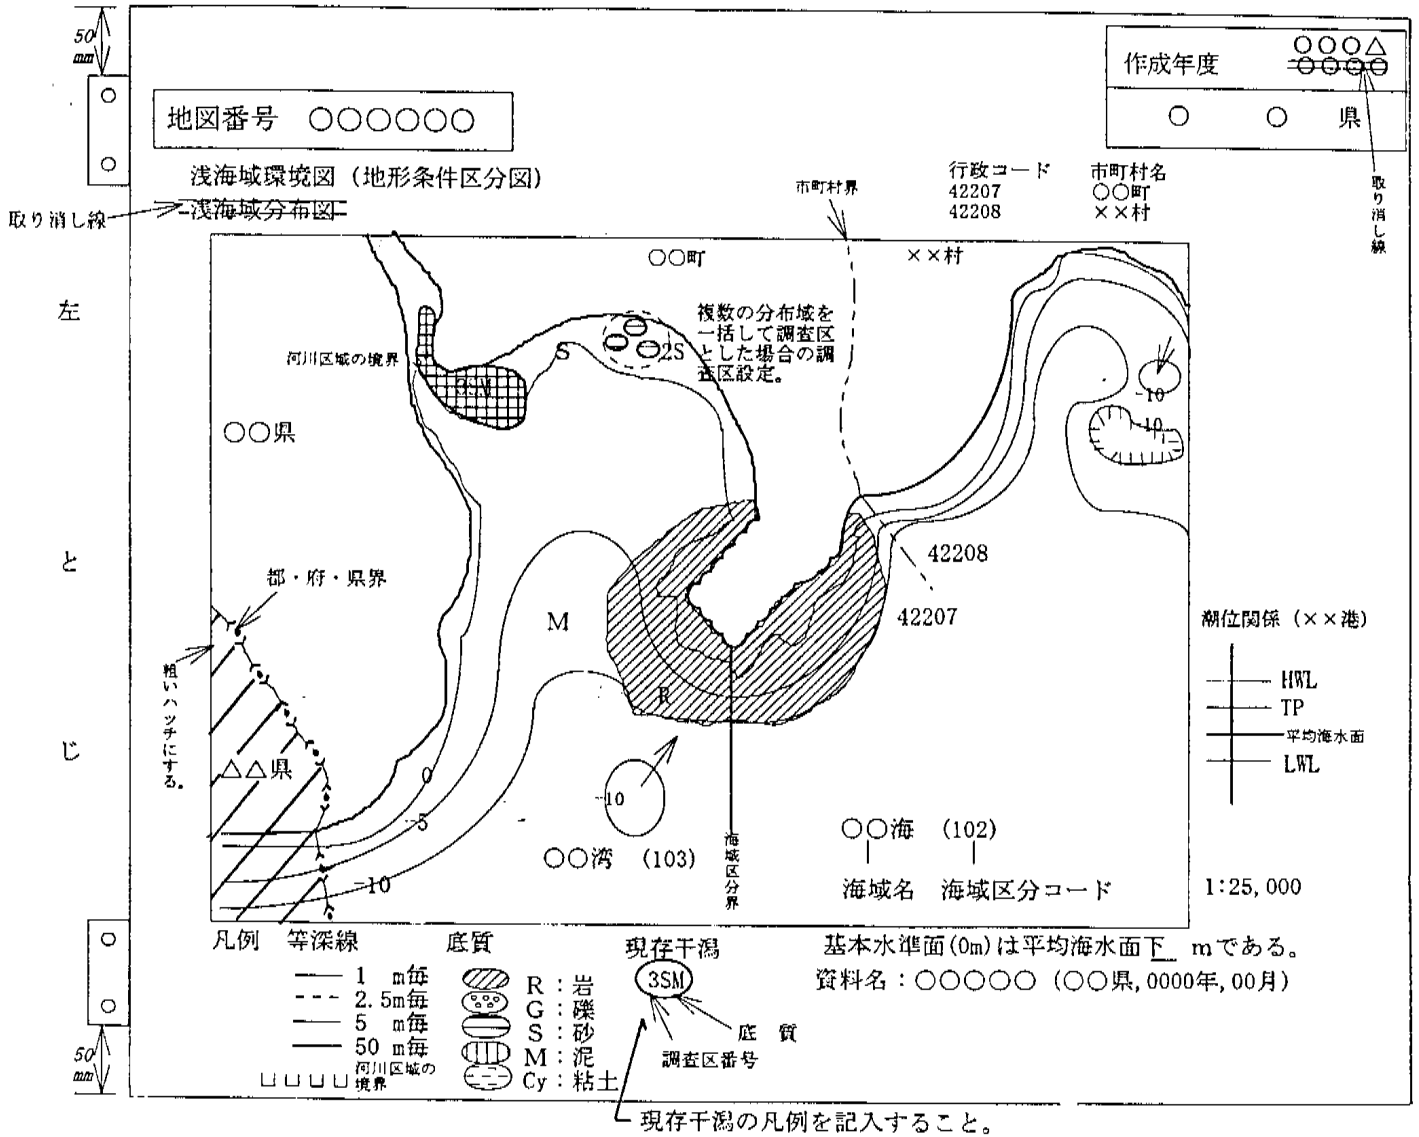 50
mm
作成年度 ○○○△
○○○○
○ ○ 県
地図番号 ○○○○○○
浅海域環境図(地形条件区分図)
浅海域分布図
取り消し線
取り消し線
行政コード 市町村名
42207 ○○町
42208 ××村
市町村界
○○町
××村
左とじ
複数の分布域を
一括して調査区
とした場合の調
査区設定。
S
2S
河川区域の境界
○○県
-10
-10
42208
42207
都・府・県界
M
R
粗いハッチにする。
△△県
0
-5
-10
-10
潮位関係(××港)
HWL
TP
平均海水面
LWL
○○湾 (103)
海域区分界
○○海 (102)
海域名 海域区分コード
1:25,000
凡例 等深線 底質 現存干潟
基本水準面(0m)は平均海水面下 mである。
資料名:○○○○○(○○県,0000年,00月)
1 m毎
2.5m毎
5 m毎
50 m毎
河川区域の
境界
R:岩
G:礫
S:砂
M:泥
Cy:粘土
3SM
底 質
調査区番号
50
mm
現存干潟の凡例を記入すること。